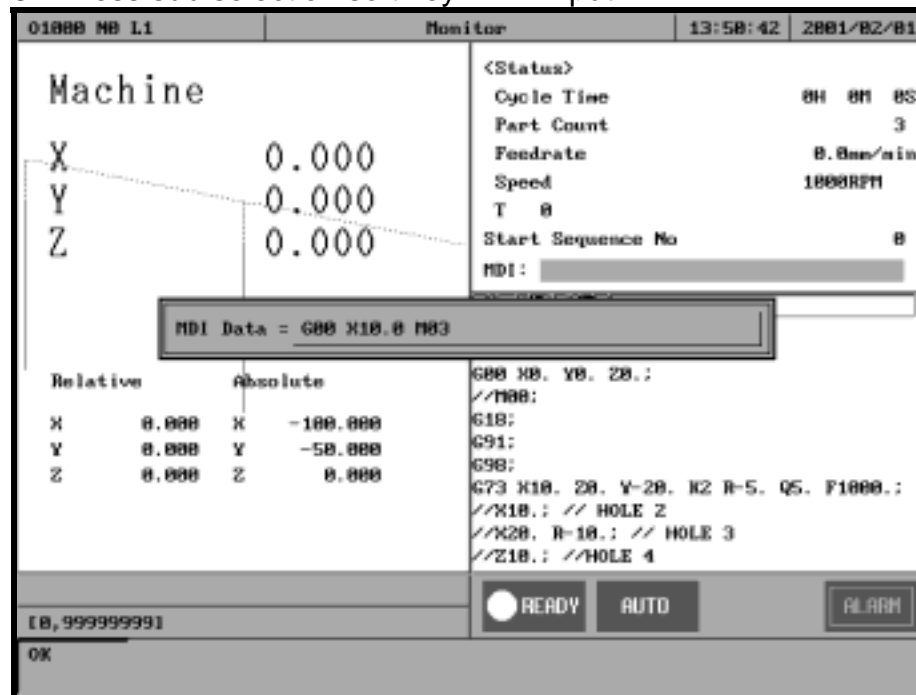 O1000 N0 L1 Monitor 13:50:42 2001/02/01
Machine
X 0.000
Y 0.000
Z 0.000
<Status>
Cycle Time 0H 0M 0S
Part Count 3
Feedrate 0.0mm/min
Speed 1000RPM
T 0
Start Sequence No 0
MDI:
MDI Data = G00 X10.0 M03
Relative Absolute
X 0.000 X -100.000
Y 0.000 Y -50.000
Z 0.000 Z 0.000
G00 X0. Y0. Z0.;
//M00;
G18;
G91;
G98;
G73 X10. Z0. Y-20. K2 R-5. Q5. F1000.;
//X10.; // HOLE 2
//X20. R-10.; // HOLE 3
//Z10.; //HOLE 4
READY AUTO ALARM
[0,99999999]
OK